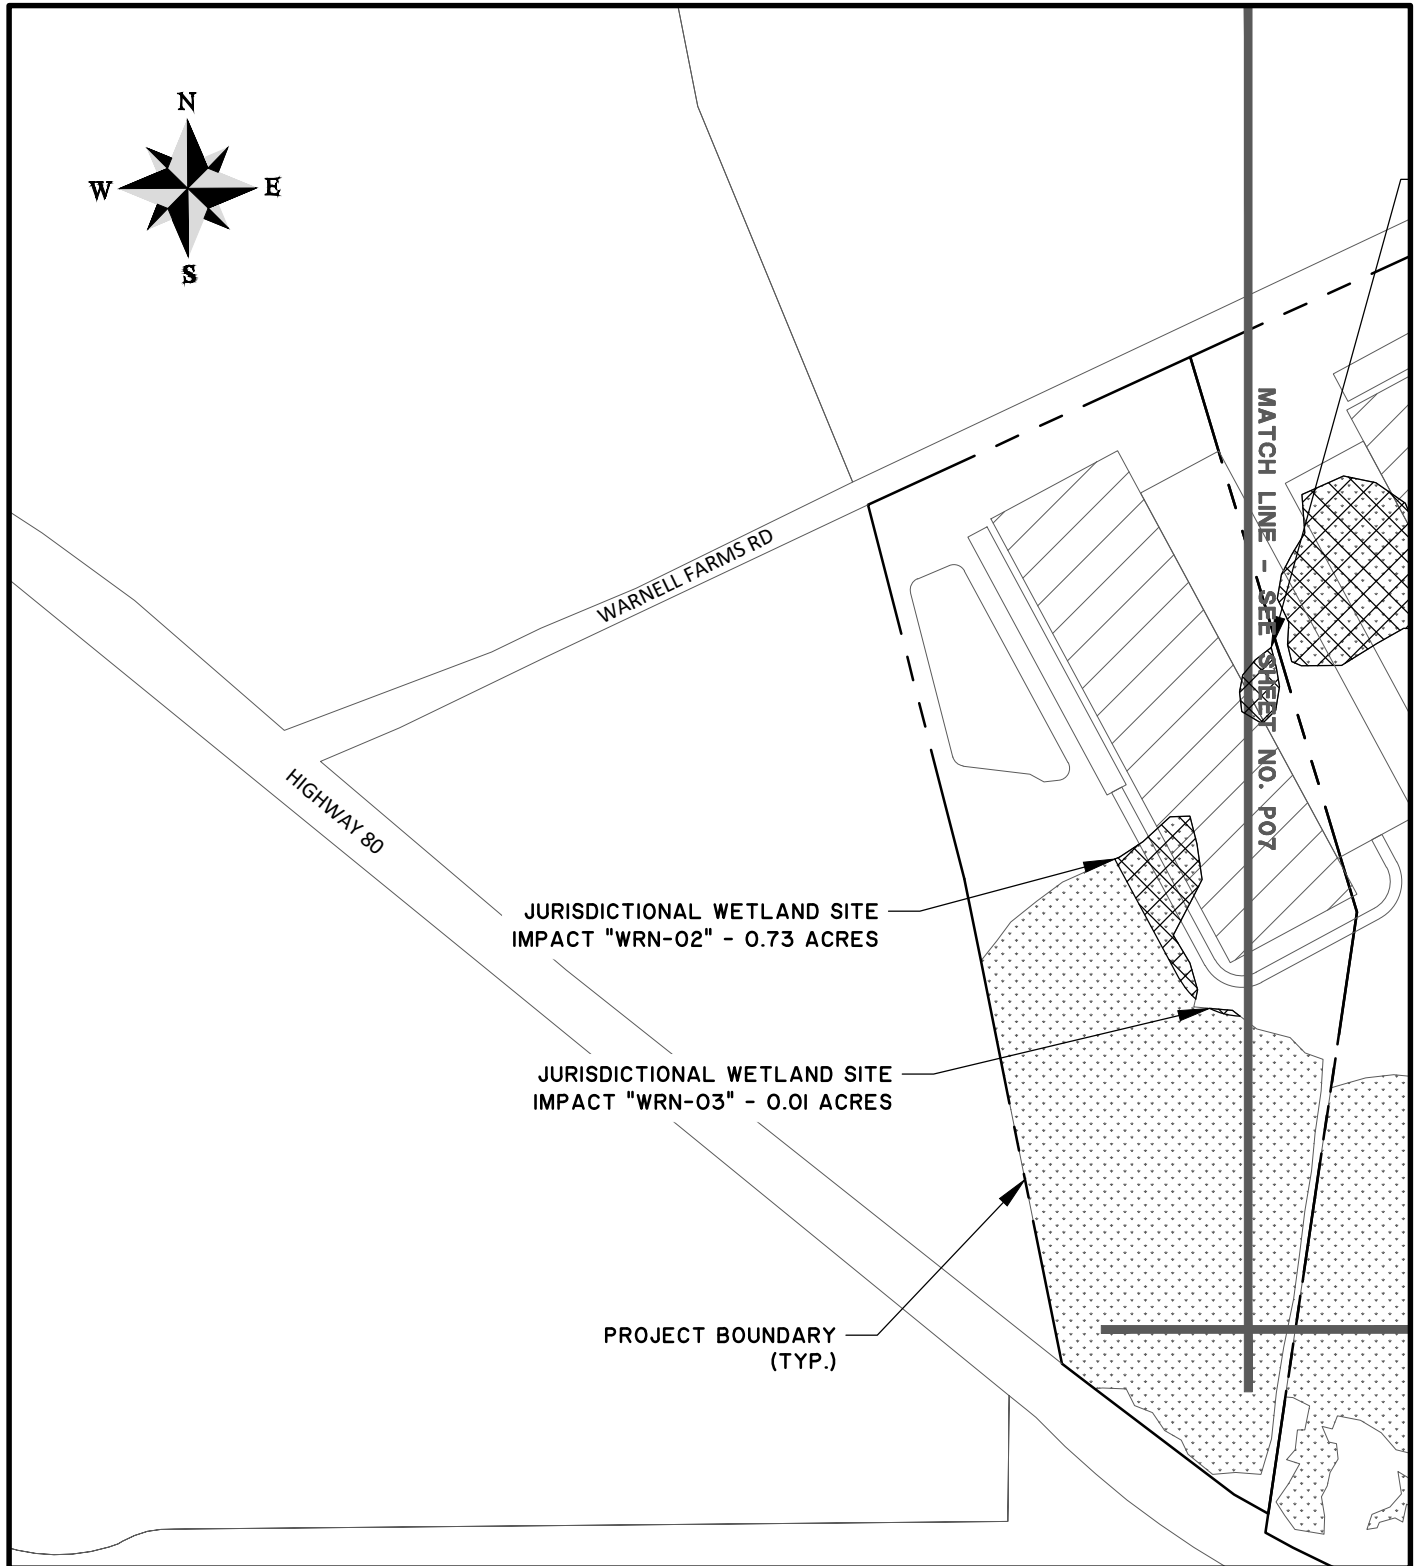 N
W E
S
MATCH LINE - SEE SHEET NO. P07
WARNELL FARMS RD
HIGHWAY 80
JURISDICTIONAL WETLAND SITE
IMPACT "WRN-02" - 0.73 ACRES
JURISDICTIONAL WETLAND SITE
IMPACT "WRN-03" - 0.01 ACRES
PROJECT BOUNDARY
(TYP.)